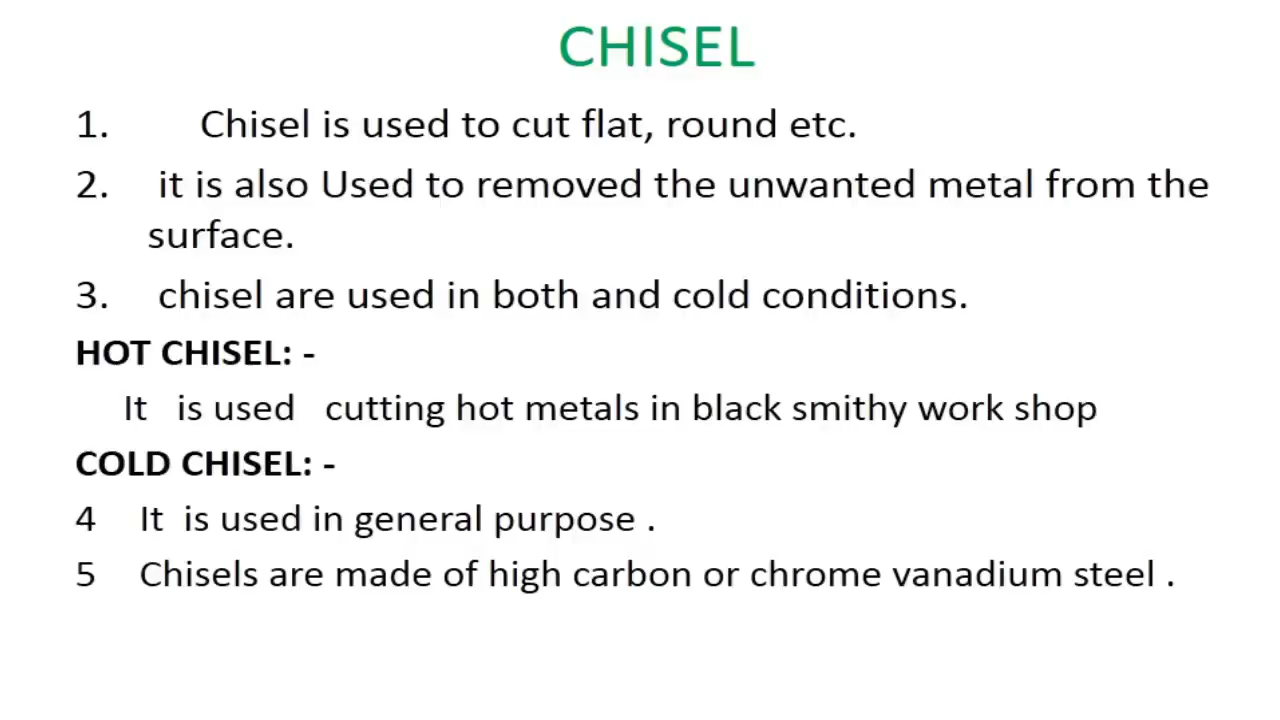 CHISEL
1. Chisel is used to cut flat, round etc.
2. it is also Used to removed the unwanted metal from the
surface.
3. chisel are used in both and cold conditions.
HOT CHISEL: -
It is used cutting hot metals in black smithy work shop
COLD CHISEL: -
4 It is used in general purpose .
5 Chisels are made of high carbon or chrome vanadium steel .